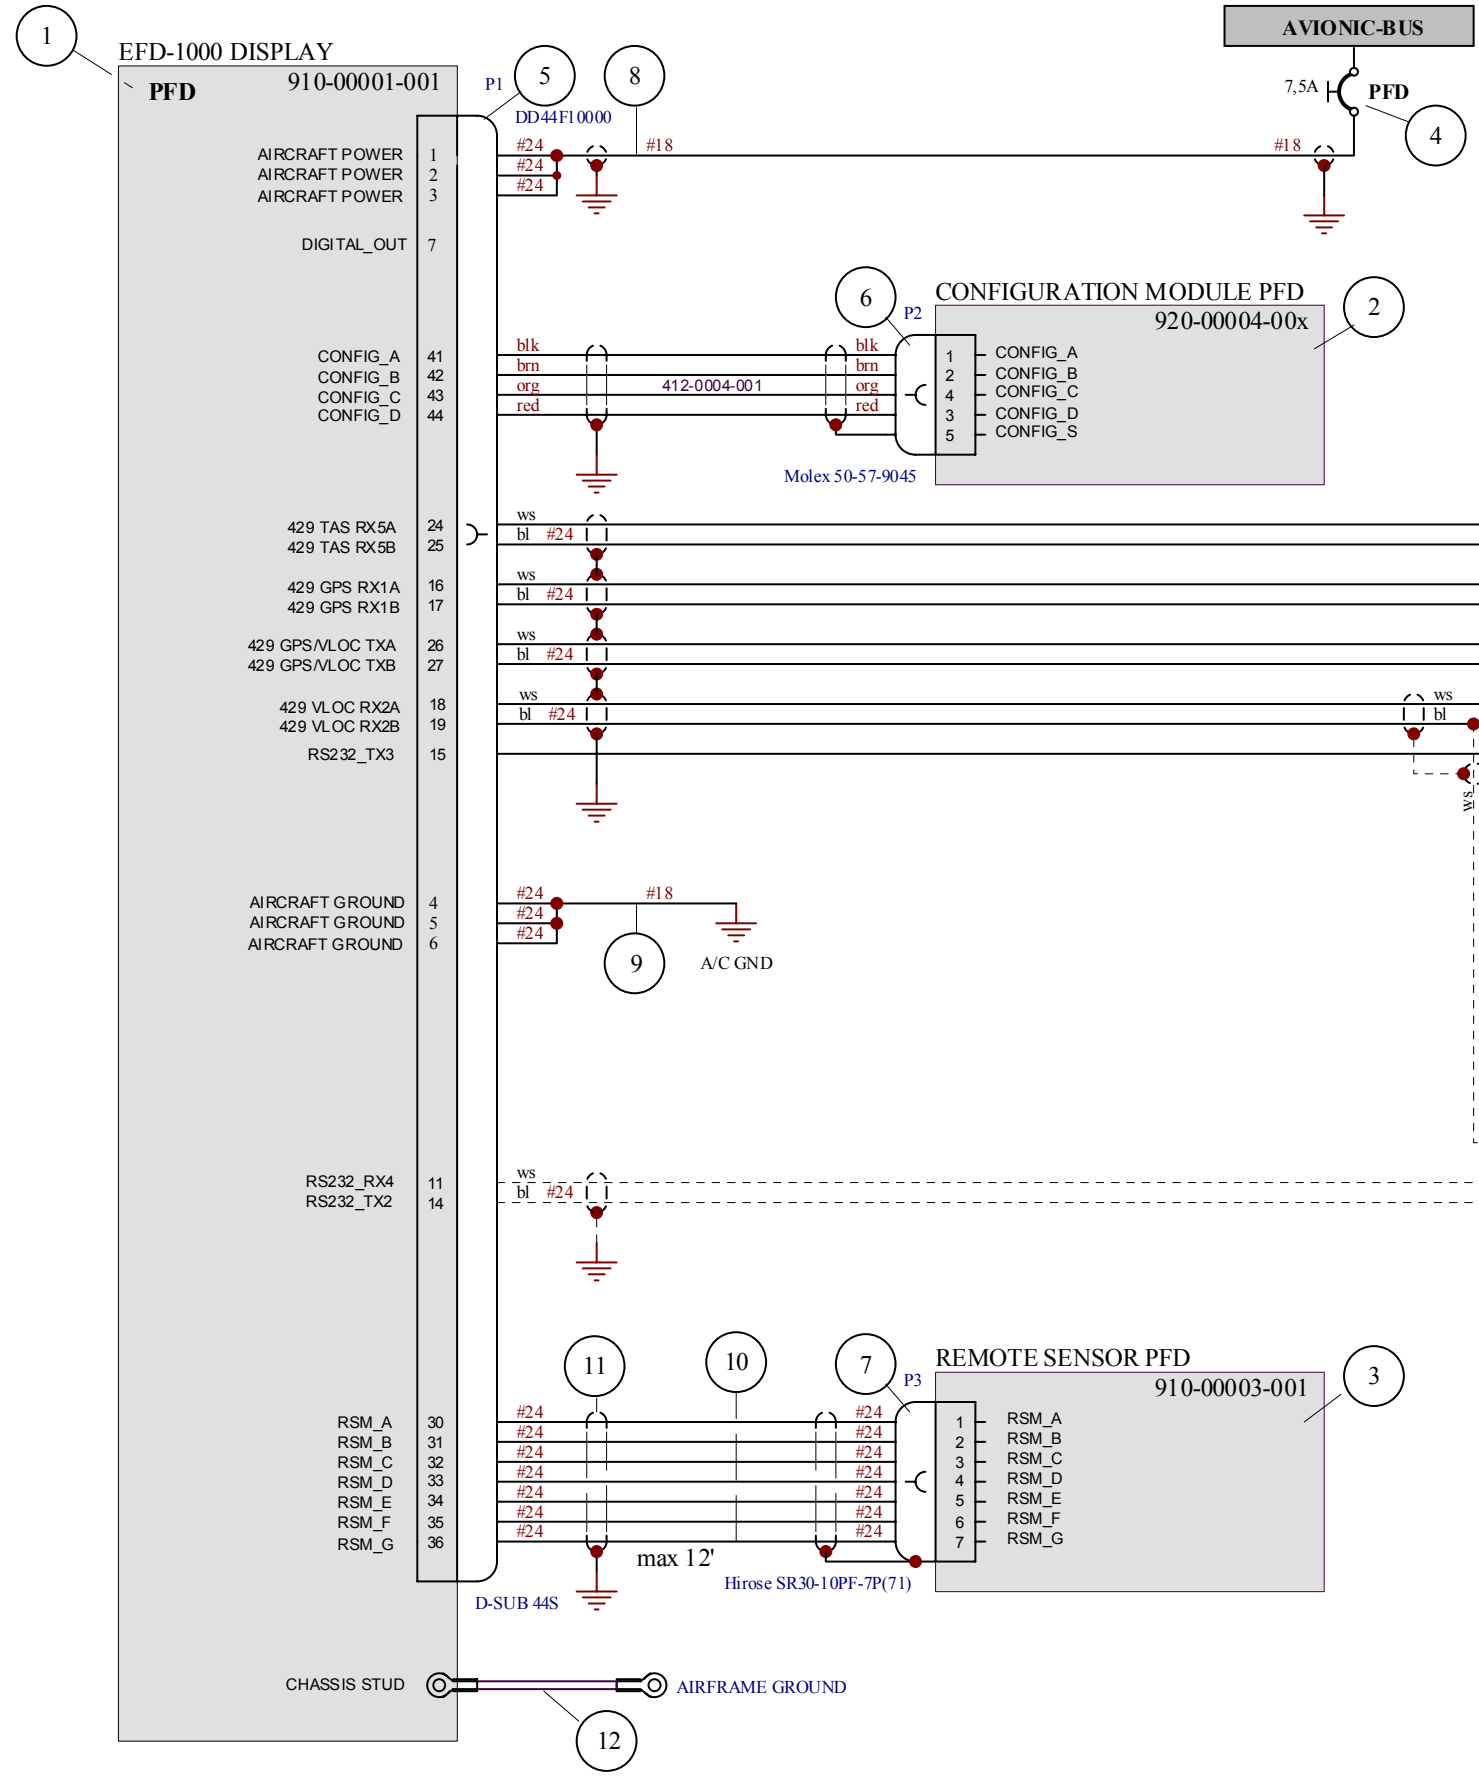 1
EFD-1000 DISPLAY
PFD
910-00001-001
P1
5
8
DD44F10000
AVIONIC-BUS
7,5A
PFD
4
AIRCRAFT POWER 1 #24 #18 #18
AIRCRAFT POWER 2 #24
AIRCRAFT POWER 3 #24
DIGITAL_OUT 7
6
P2
CONFIGURATION MODULE PFD
920-00004-00x
2
CONFIG_A 41 blk blk 1 CONFIG_A
CONFIG_B 42 brn brn 2 CONFIG_B
CONFIG_C 43 org 412-0004-001 org 4 CONFIG_C
CONFIG_D 44 red red 3 CONFIG_D
5 CONFIG_S
Molex 50-57-9045
429 TAS RX5A 24 ws
429 TAS RX5B 25 bl #24
429 GPS RX1A 16 ws
429 GPS RX1B 17 bl #24
429 GPS/VLOC TXA 26 ws
429 GPS/VLOC TXB 27 bl #24
429 VLOC RX2A 18 ws ws
429 VLOC RX2B 19 bl #24 bl
RS232_TX3 15
ws
AIRCRAFT GROUND 4 #24 #18
AIRCRAFT GROUND 5 #24
AIRCRAFT GROUND 6 #24
9
A/C GND
RS232_RX4 11 ws
RS232_TX2 14 bl #24
11
10
7
P3
REMOTE SENSOR PFD
910-00003-001
3
RSM_A 30 #24 #24 1 RSM_A
RSM_B 31 #24 #24 2 RSM_B
RSM_C 32 #24 #24 3 RSM_C
RSM_D 33 #24 #24 4 RSM_D
RSM_E 34 #24 #24 5 RSM_E
RSM_F 35 #24 #24 6 RSM_F
RSM_G 36 #24 #24 7 RSM_G
max 12'
Hirose SR30-10PF-7P(71)
D-SUB 44S
CHASSIS STUD
AIRFRAME GROUND
12